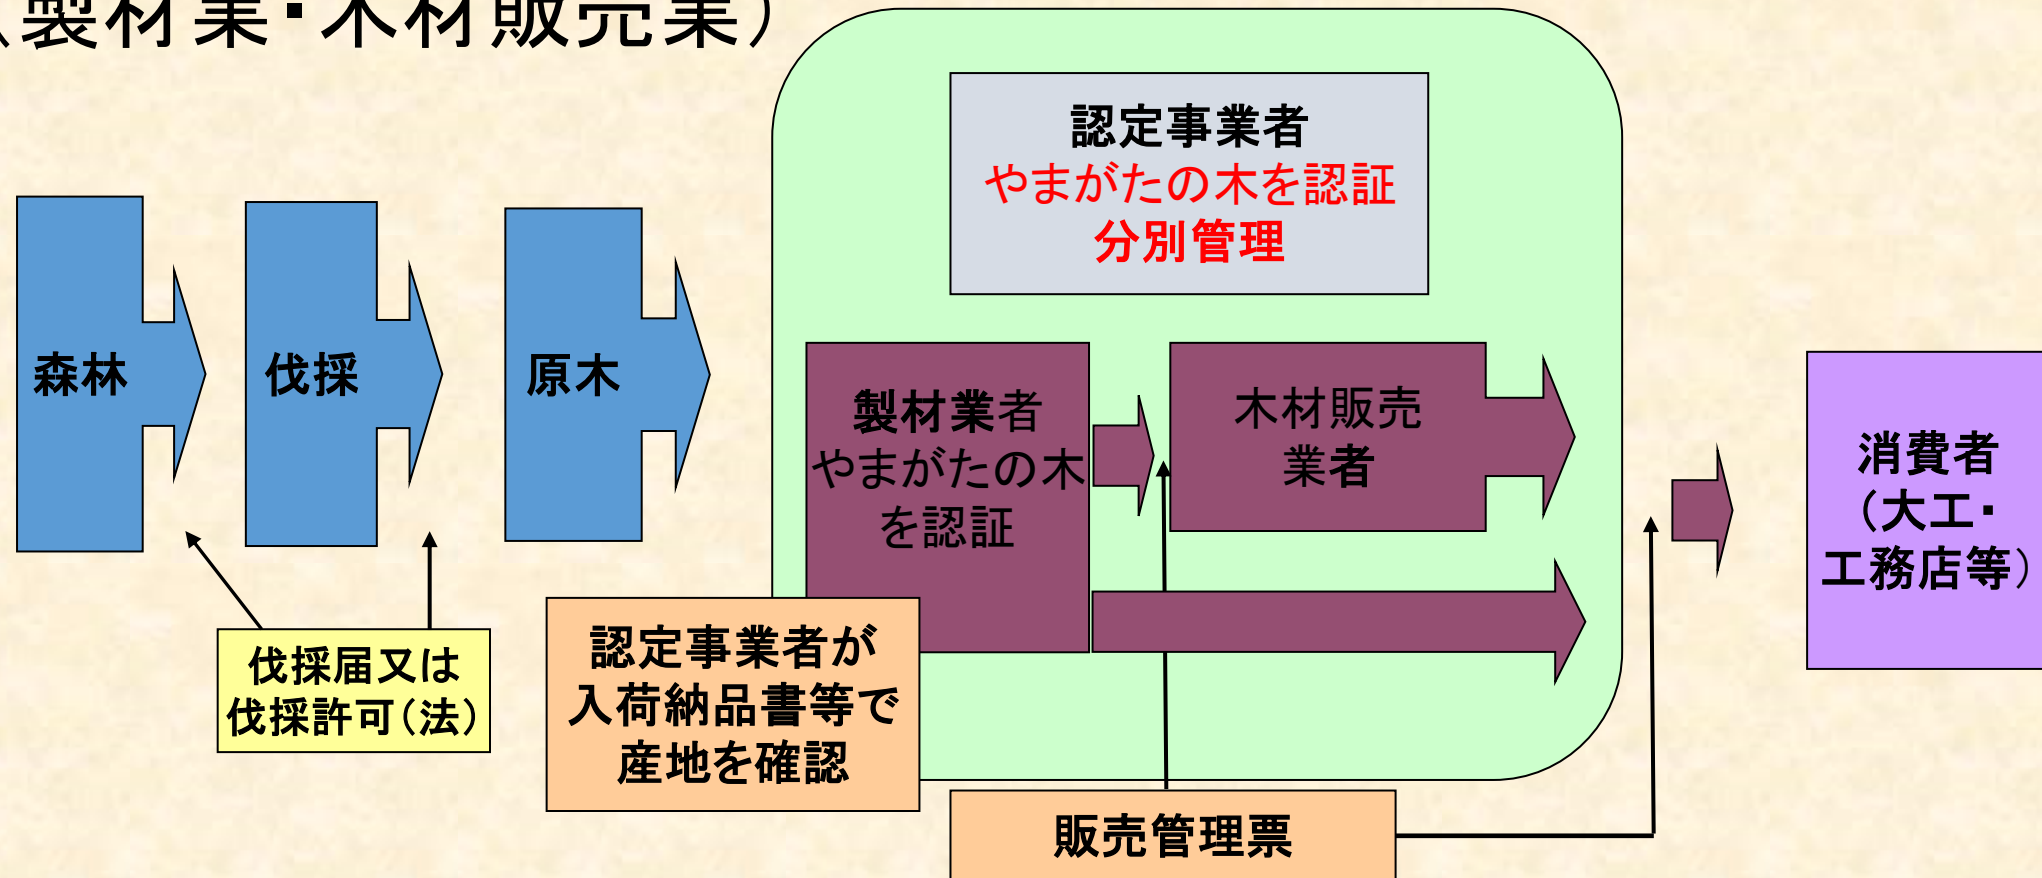 （製材業・木材販売業）
認定事業者
やまがたの木を認証
分別管理
森林
伐採
原木
製材業者
やまがたの木
を認証
木材販売
業者
消費者
（大工・
工務店等）
伐採届又は
伐採許可（法）
認定事業者が
入荷納品書等で
産地を確認
販売管理票